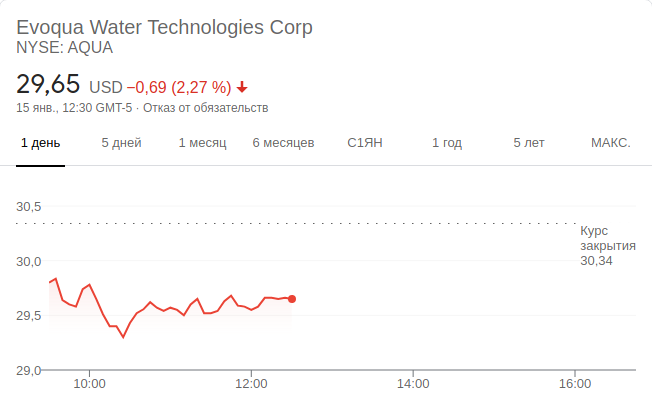 Evoqua Water Technologies Corp
NYSE: AQUA
29,65 USD −0,69 (2,27 %)
15 янв., 12:30 GMT-5 · Отказ от обязательств
1 день 5 дней 1 месяц 6 месяцев С1ЯН 1 год 5 лет МАКС.
30,5
Курс
закрытия
30,34
30,0
29,5
29,0
10:00 12:00 14:00 16:00